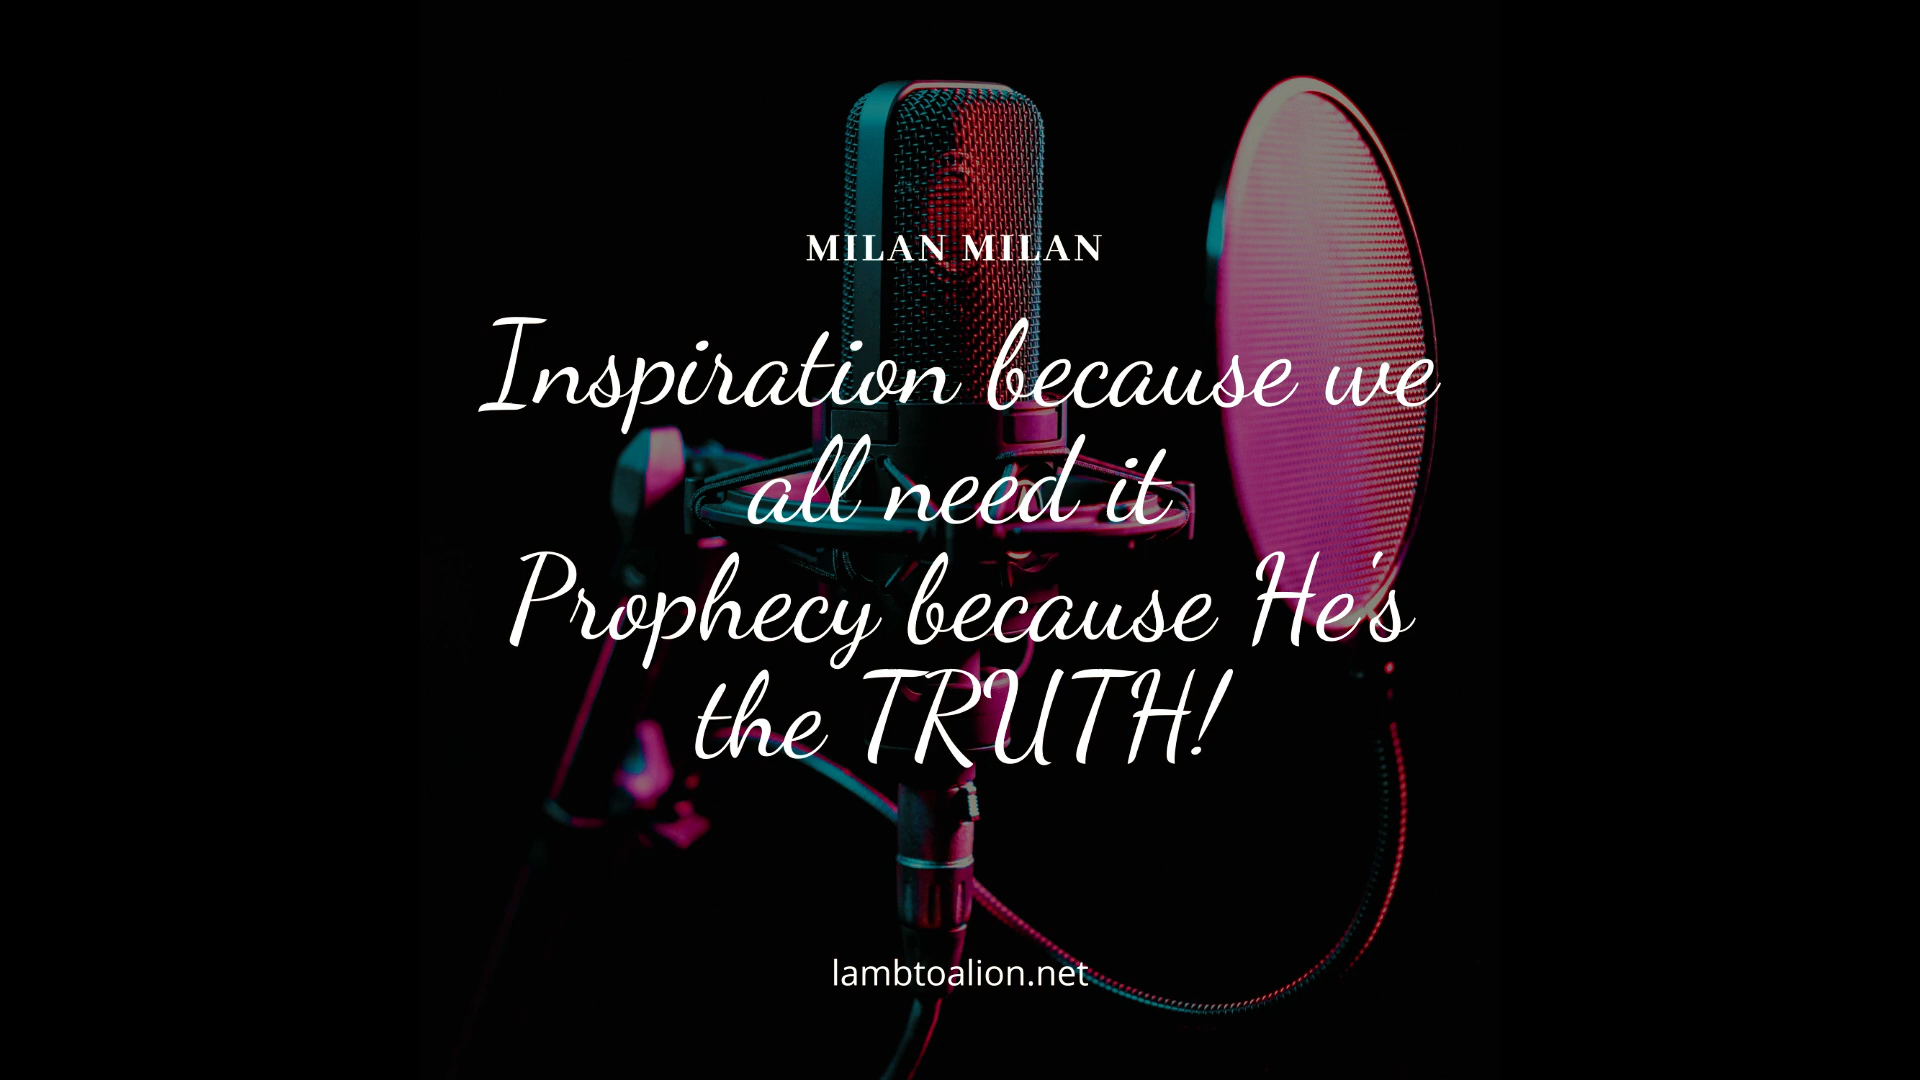 MILAN MILAN
Inspiration because we
all need it
Prophecy because He's
the TRUTH!
lambtoalion.net